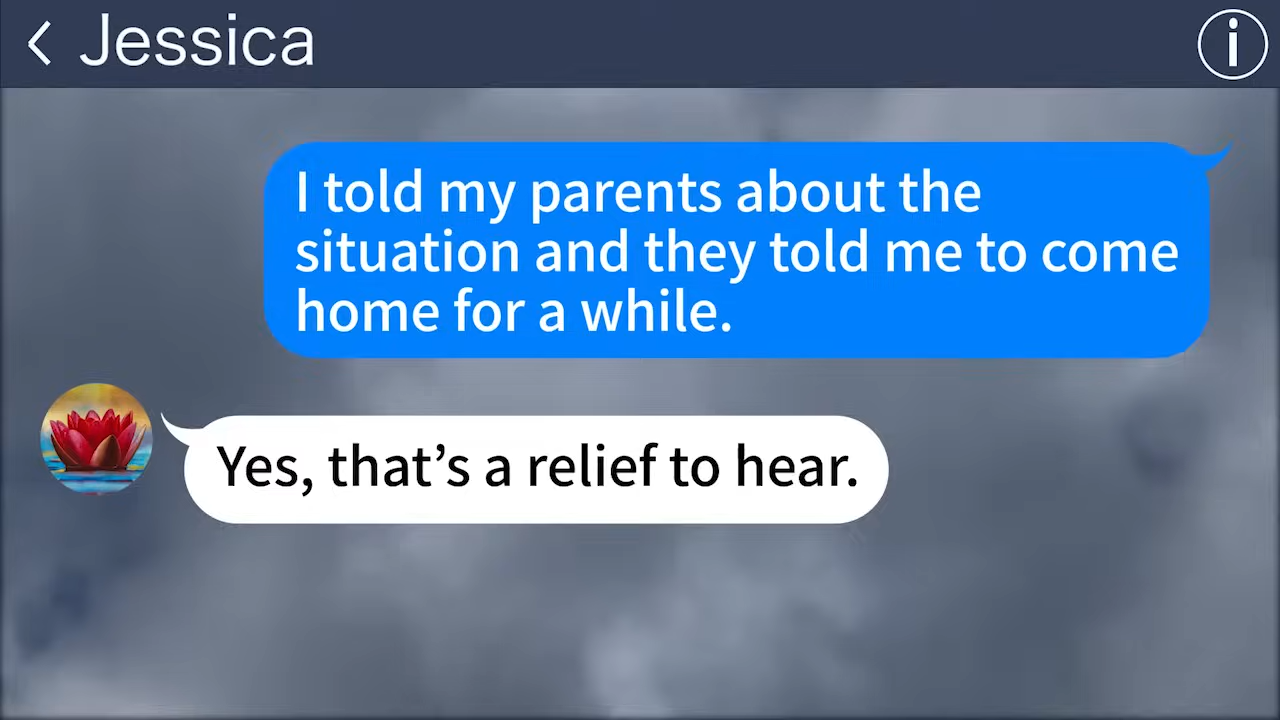 Jessica
I told my parents about the
situation and they told me to come
home for a while.
Yes, that’s a relief to hear.